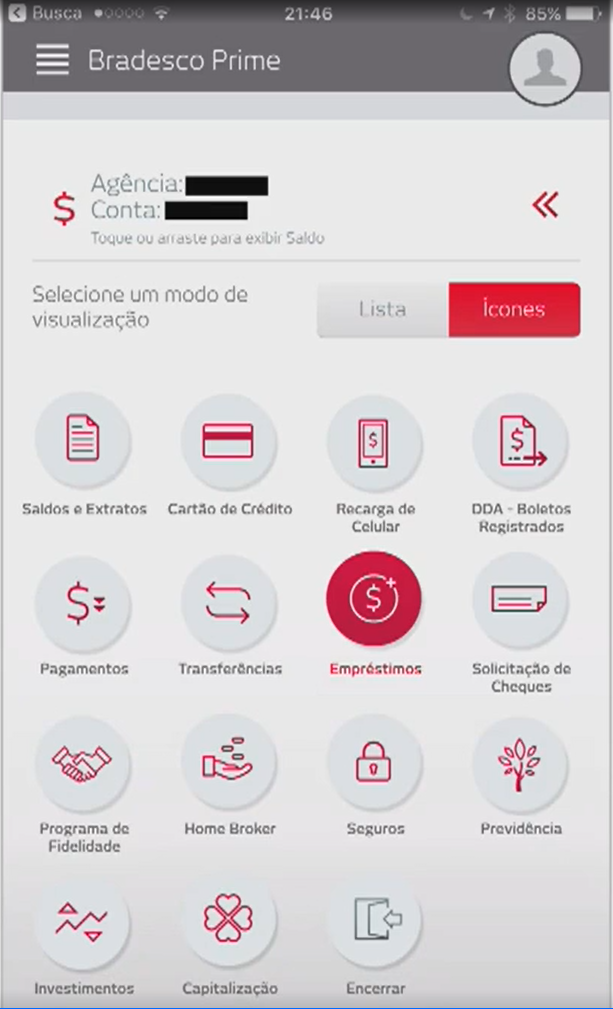 Busca
21:46
85%
Bradesco Prime
$
Agência:
Conta:
Toque ou arraste para exibir Saldo
Selecione um modo de
visualização
Lista
Ícones
$
$
Saldos e Extratos
Cartão de Crédito
Recarga de
Celular
DDA - Boletos
Registrados
$
$
Pagamentos
Transferências
Empréstimos
Solicitação de
Cheques
Programa de
Fidelidade
Home Broker
Seguros
Previdência
Investimentos
Capitalização
Encerrar